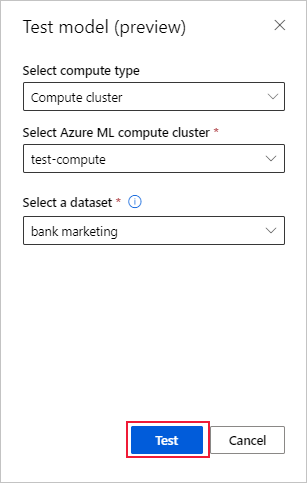 Test model (preview)
Select compute type
Compute cluster
Select Azure ML compute cluster *
test-compute
Select a dataset *
bank marketing
Test
Cancel